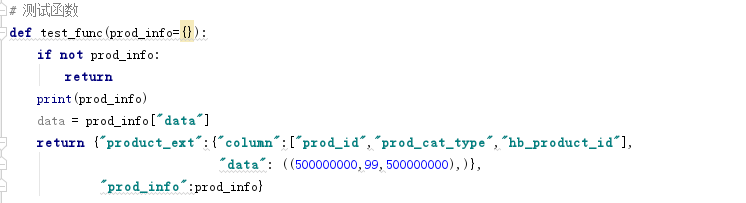 # 测试函数
def test_func(prod_info={}):
    if not prod_info:
        return
    print(prod_info)
    data = prod_info["data"]
    return {"product_ext":{"column":["prod_id","prod_cat_type","hb_product_id"],
                           "data": ((500000000,99,500000000),)},
            "prod_info":prod_info}